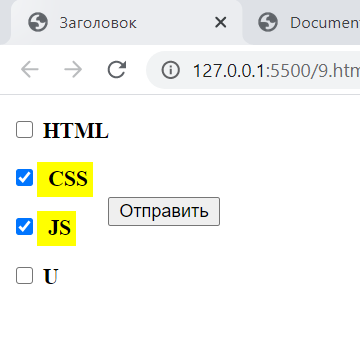 Заголовок
Document
127.0.0.1:5500/9.htm
HTML
CSS
JS
Отправить
U